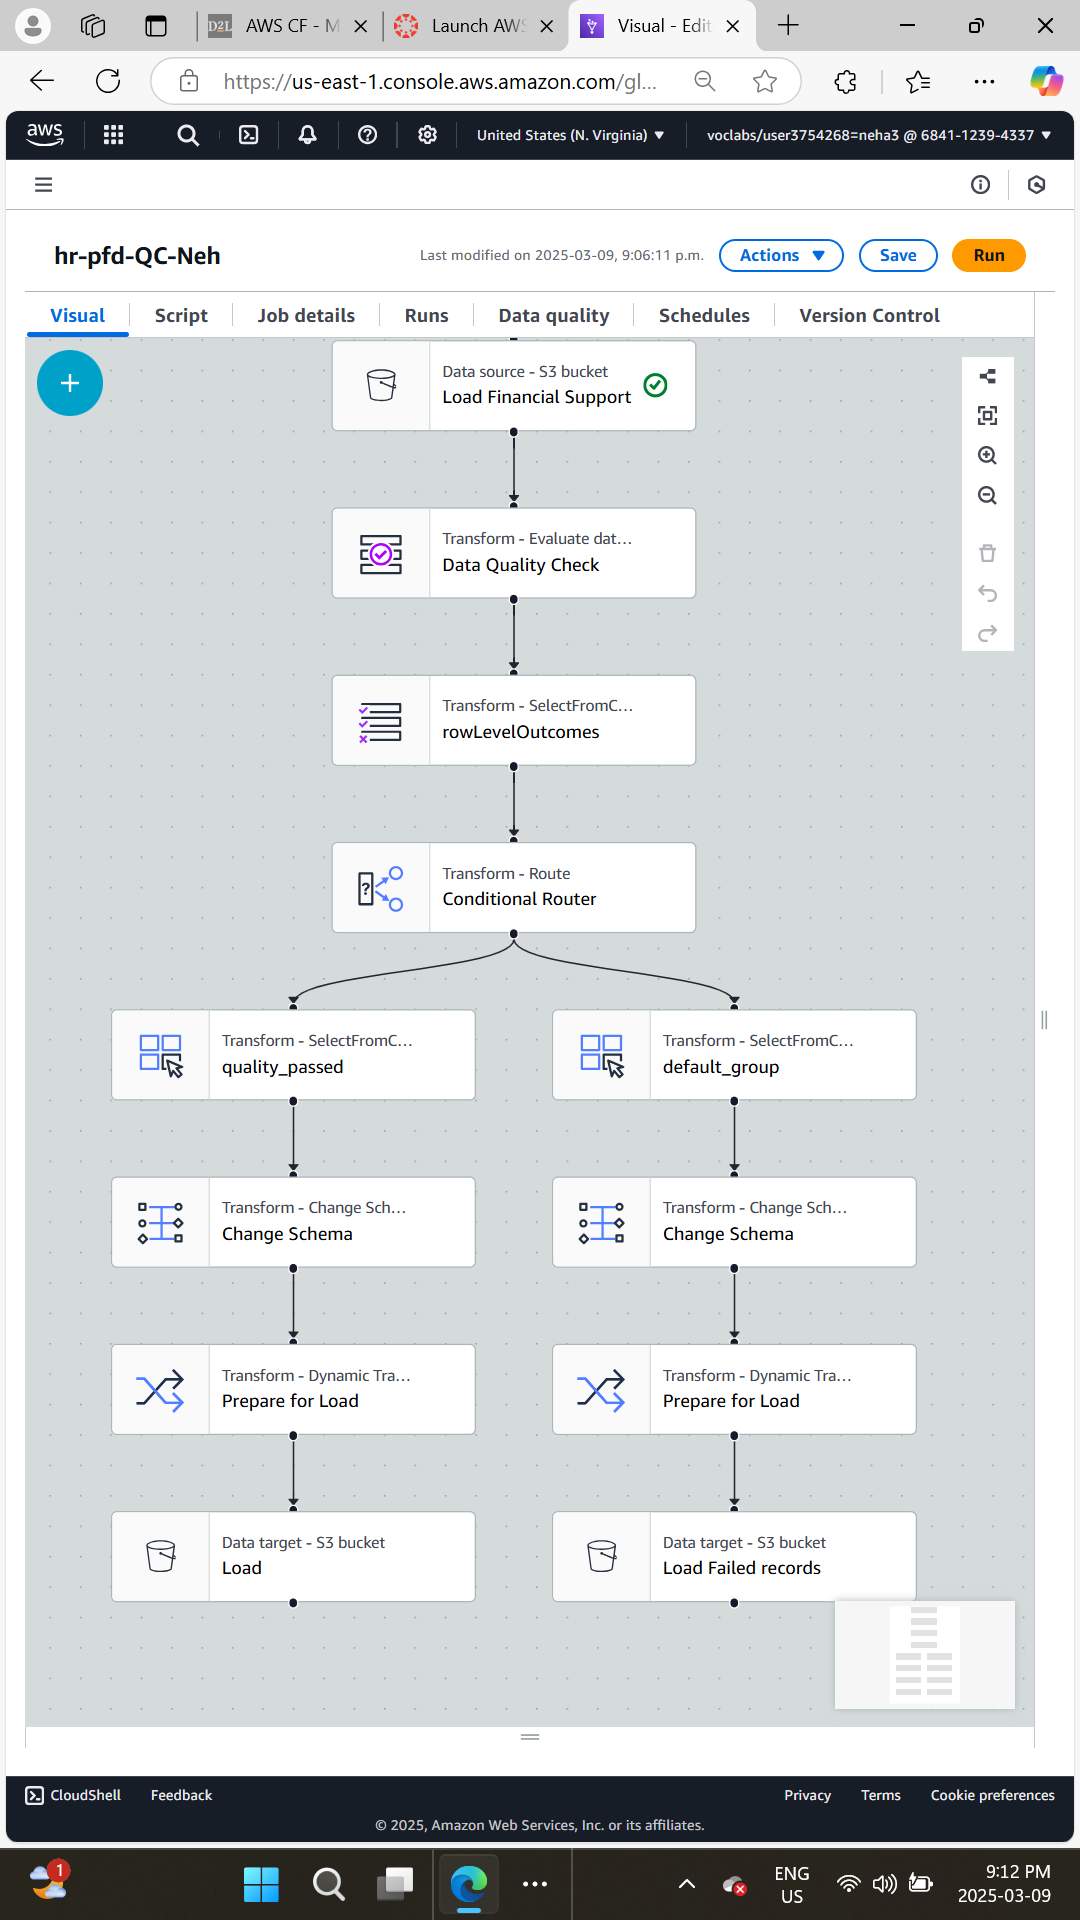 D2L AWS CF - M
Launch AWS
Visual - Edit
https://us-east-1.console.aws.amazon.com/gl...
aws
United States (N. Virginia) ▼
voclabs/user3754268=neha3 @ 6841-1239-4337 ▼
hr-pfd-QC-Neh
Last modified on 2025-03-09, 9:06:11 p.m.
Actions ▼
Save
Run
Visual
Script
Job details
Runs
Data quality
Schedules
Version Control
Data source - S3 bucket
Load Financial Support
Transform - Evaluate dat...
Data Quality Check
Transform - SelectFromC...
rowLevelOutcomes
Transform - Route
Conditional Router
Transform - SelectFromC...
quality_passed
Transform - SelectFromC...
default_group
Transform - Change Sch...
Change Schema
Transform - Change Sch...
Change Schema
Transform - Dynamic Tra...
Prepare for Load
Transform - Dynamic Tra...
Prepare for Load
Data target - S3 bucket
Load
Data target - S3 bucket
Load Failed records
CloudShell
Feedback
Privacy
Terms
Cookie preferences
© 2025, Amazon Web Services, Inc. or its affiliates.
1
ENG
US
9:12 PM
2025-03-09